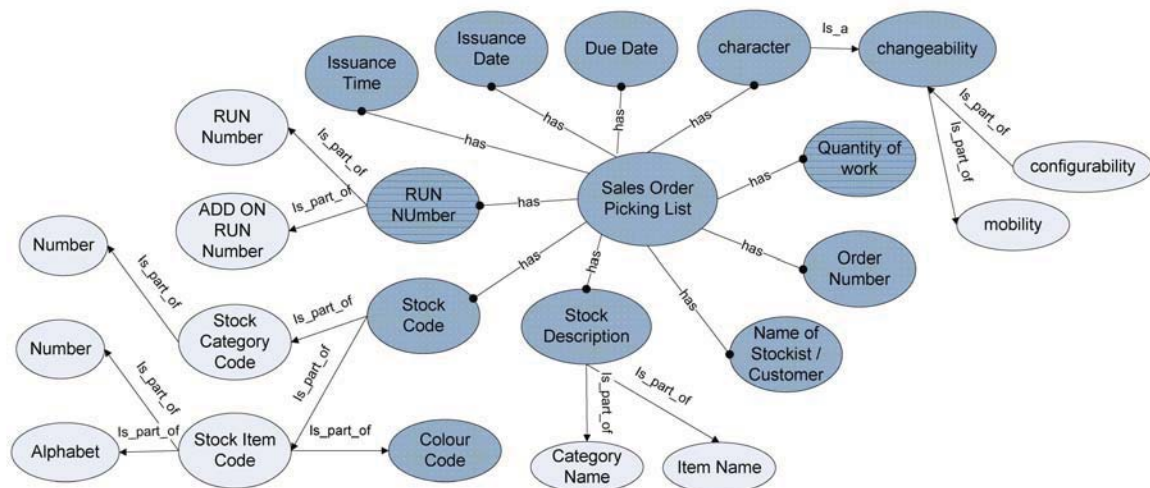 Issuance
Time
Issuance
Date
Due Date
character
Is_a
changeability
has
has
has
has
RUN
Number
Is_part_of
ADD ON
RUN
Number
Is_part_of
RUN
NUmber
has
Sales Order
Picking List
has
Quantity of
work
Is_part_of
Is_part_of
configurability
mobility
has
Order
Number
has
Name of
Stockist /
Customer
has
Stock
Description
Is_part_of
Is_part_of
Category
Name
Item Name
has
Stock
Code
Is_part_of
Stock
Category
Code
Is_part_of
Number
Is_part_of
Stock Item
Code
Is_part_of
Number
Is_part_of
Alphabet
Is_part_of
Colour
Code